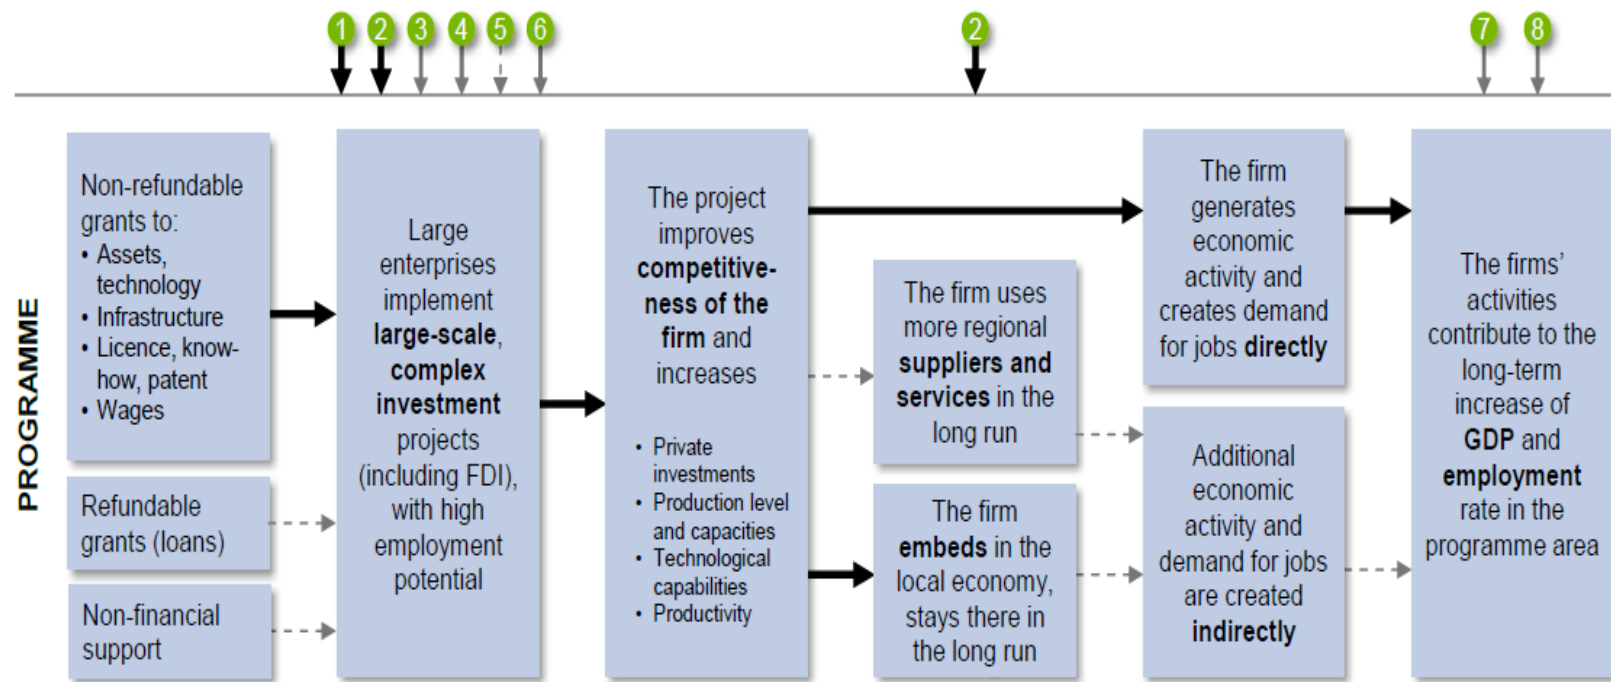 1 2 3 4 5 6 2 7 8
PROGRAMME
Non-refundable
grants to:
• Assets,
technology
• Infrastructure
• Licence, know-
how, patent
• Wages
Refundable
grants (loans)
Non-financial
support
Large
enterprises
implement
large-scale,
complex
investment
projects
(including FDI),
with high
employment
potential
The project
improves
competitive-
ness of the
firm and
increases
• Private
investments
• Production level
and capacities
• Technological
capabilities
• Productivity
The firm uses
more regional
suppliers and
services in the
long run
The firm
embeds in the
local economy,
stays there in
the long run
The firm
generates
economic
activity and
creates demand
for jobs directly
Additional
economic
activity and
demand for jobs
are created
indirectly
The firms'
activities
contribute to the
long-term
increase of
GDP and
employment
rate in the
programme area